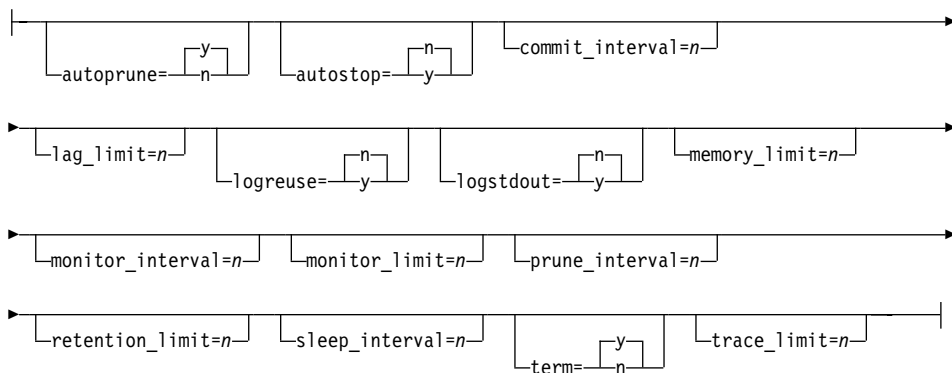 y n
autoprune= n autostop= y commit_interval=n
lag_limit=n n n memory_limit=n
logreuse= y logstdout= y
monitor_interval=n monitor_limit=n prune_interval=n
retention_limit=n sleep_interval=n y trace_limit=n
term= n